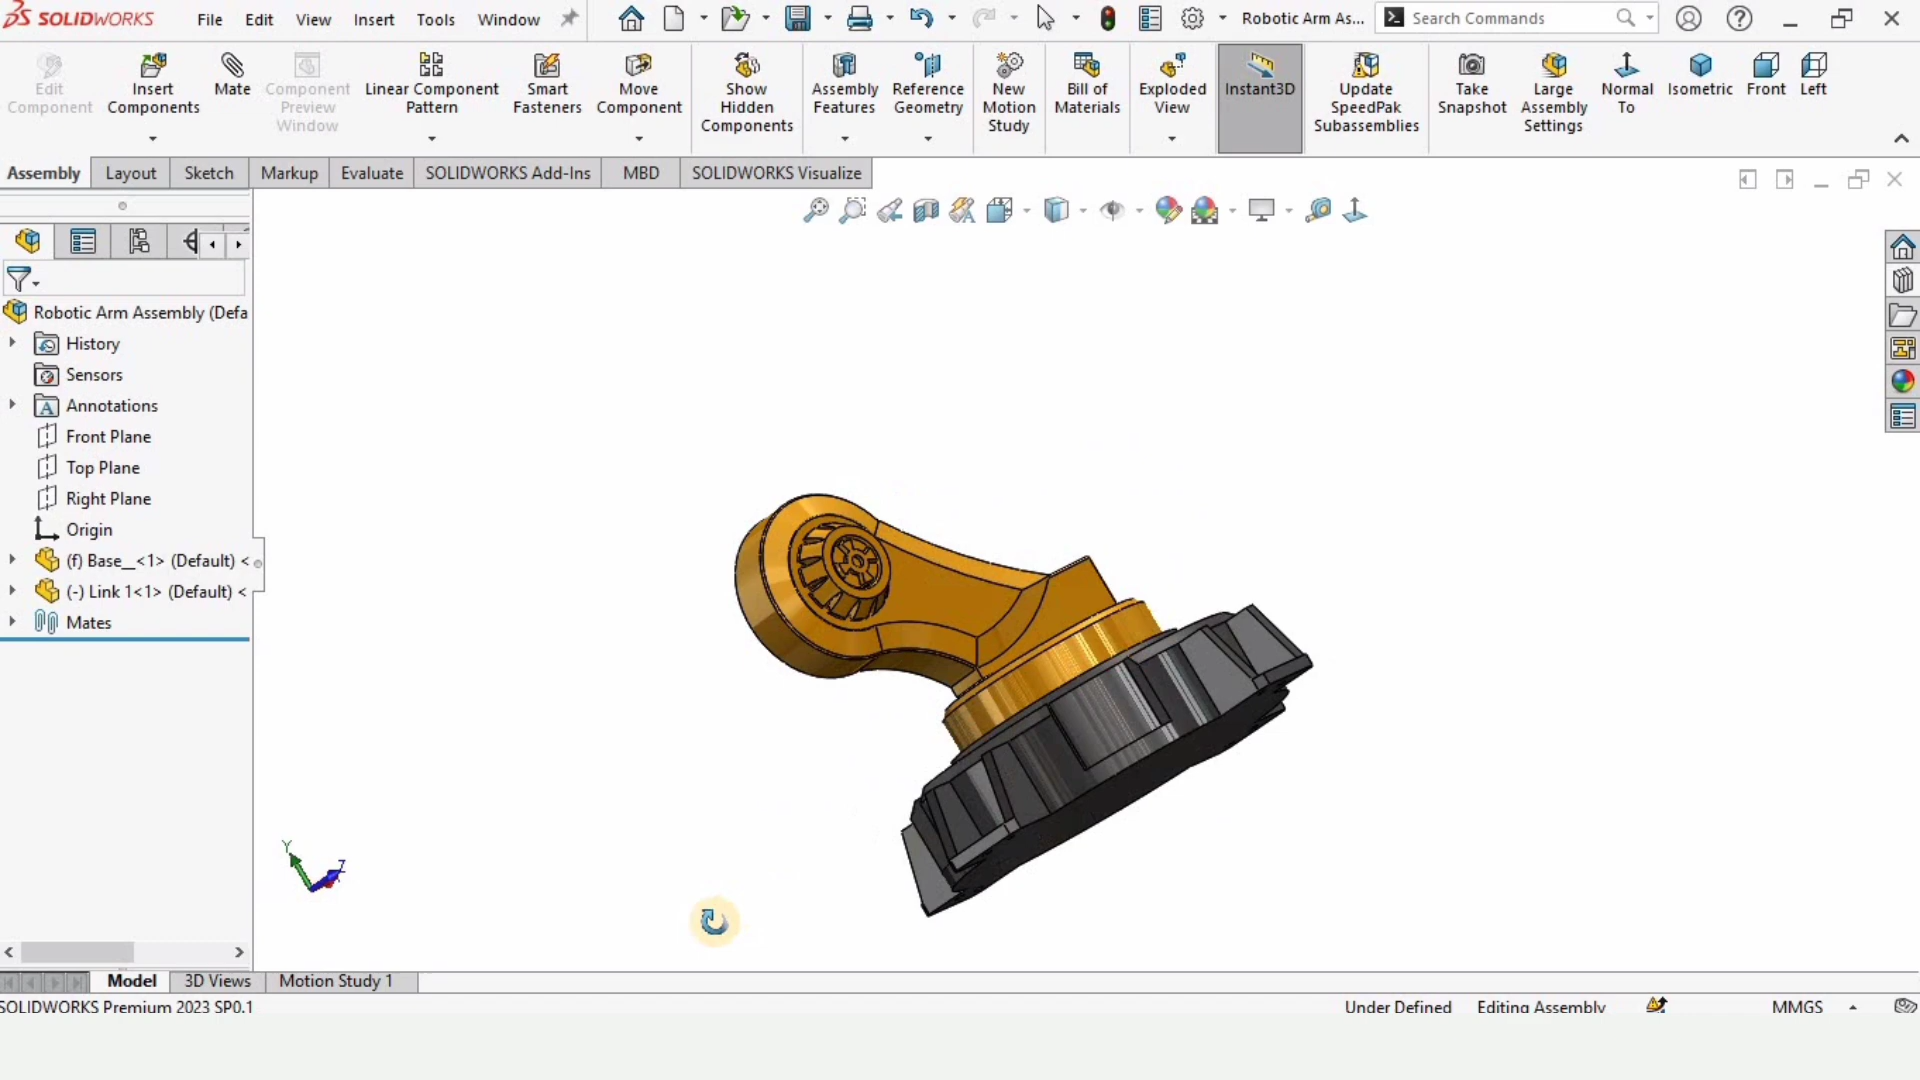 SOLIDWORKS File Edit View Insert Tools Window Robotic Arm As... Search Commands
Edit Component
Insert Components
Mate
Component Preview Window
Linear Component Pattern
Smart Fasteners
Move Component
Show Hidden Components
Assembly Features
Reference Geometry
New Motion Study
Bill of Materials
Exploded View
Instant3D
Update SpeedPak Subassemblies
Take Snapshot
Large Assembly Settings
Normal To
Isometric
Front
Left
Assembly Layout Sketch Markup Evaluate SOLIDWORKS Add-Ins MBD SOLIDWORKS Visualize
Robotic Arm Assembly (Defa
History
Sensors
Annotations
Front Plane
Top Plane
Right Plane
Origin
(f) Base__<1> (Default) <
(-) Link 1<1> (Default) <
Mates
Y
Z
Model 3D Views Motion Study 1
SOLIDWORKS Premium 2023 SP0.1 Under Defined Editing Assembly MMGS